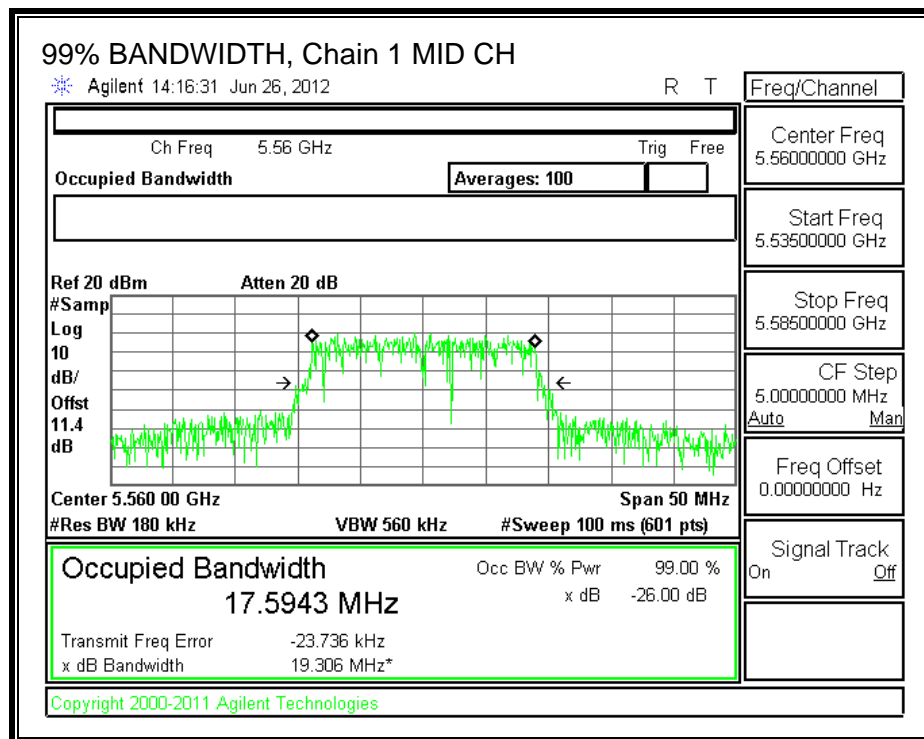 99% BANDWIDTH, Chain 1 MID CH
Agilent 14:16:31 Jun 26, 2012 R T
Freq/Channel
Ch Freq 5.56 GHz Trig Free
Occupied Bandwidth Averages: 100
Center Freq
5.56000000 GHz
Start Freq
5.53500000 GHz
Stop Freq
5.58500000 GHz
CF Step
5.00000000 MHz
Auto Man
Freq Offset
0.00000000 Hz
Signal Track
On Off
Ref 20 dBm Atten 20 dB
#Samp
Log
10
dB/
Offst
11.4
dB
Center 5.560 00 GHz Span 50 MHz
#Res BW 180 kHz VBW 560 kHz #Sweep 100 ms (601 pts)
Occupied Bandwidth Occ BW % Pwr 99.00 %
17.5943 MHz x dB -26.00 dB
Transmit Freq Error -23.736 kHz
x dB Bandwidth 19.306 MHz*
Copyright 2000-2011 Agilent Technologies